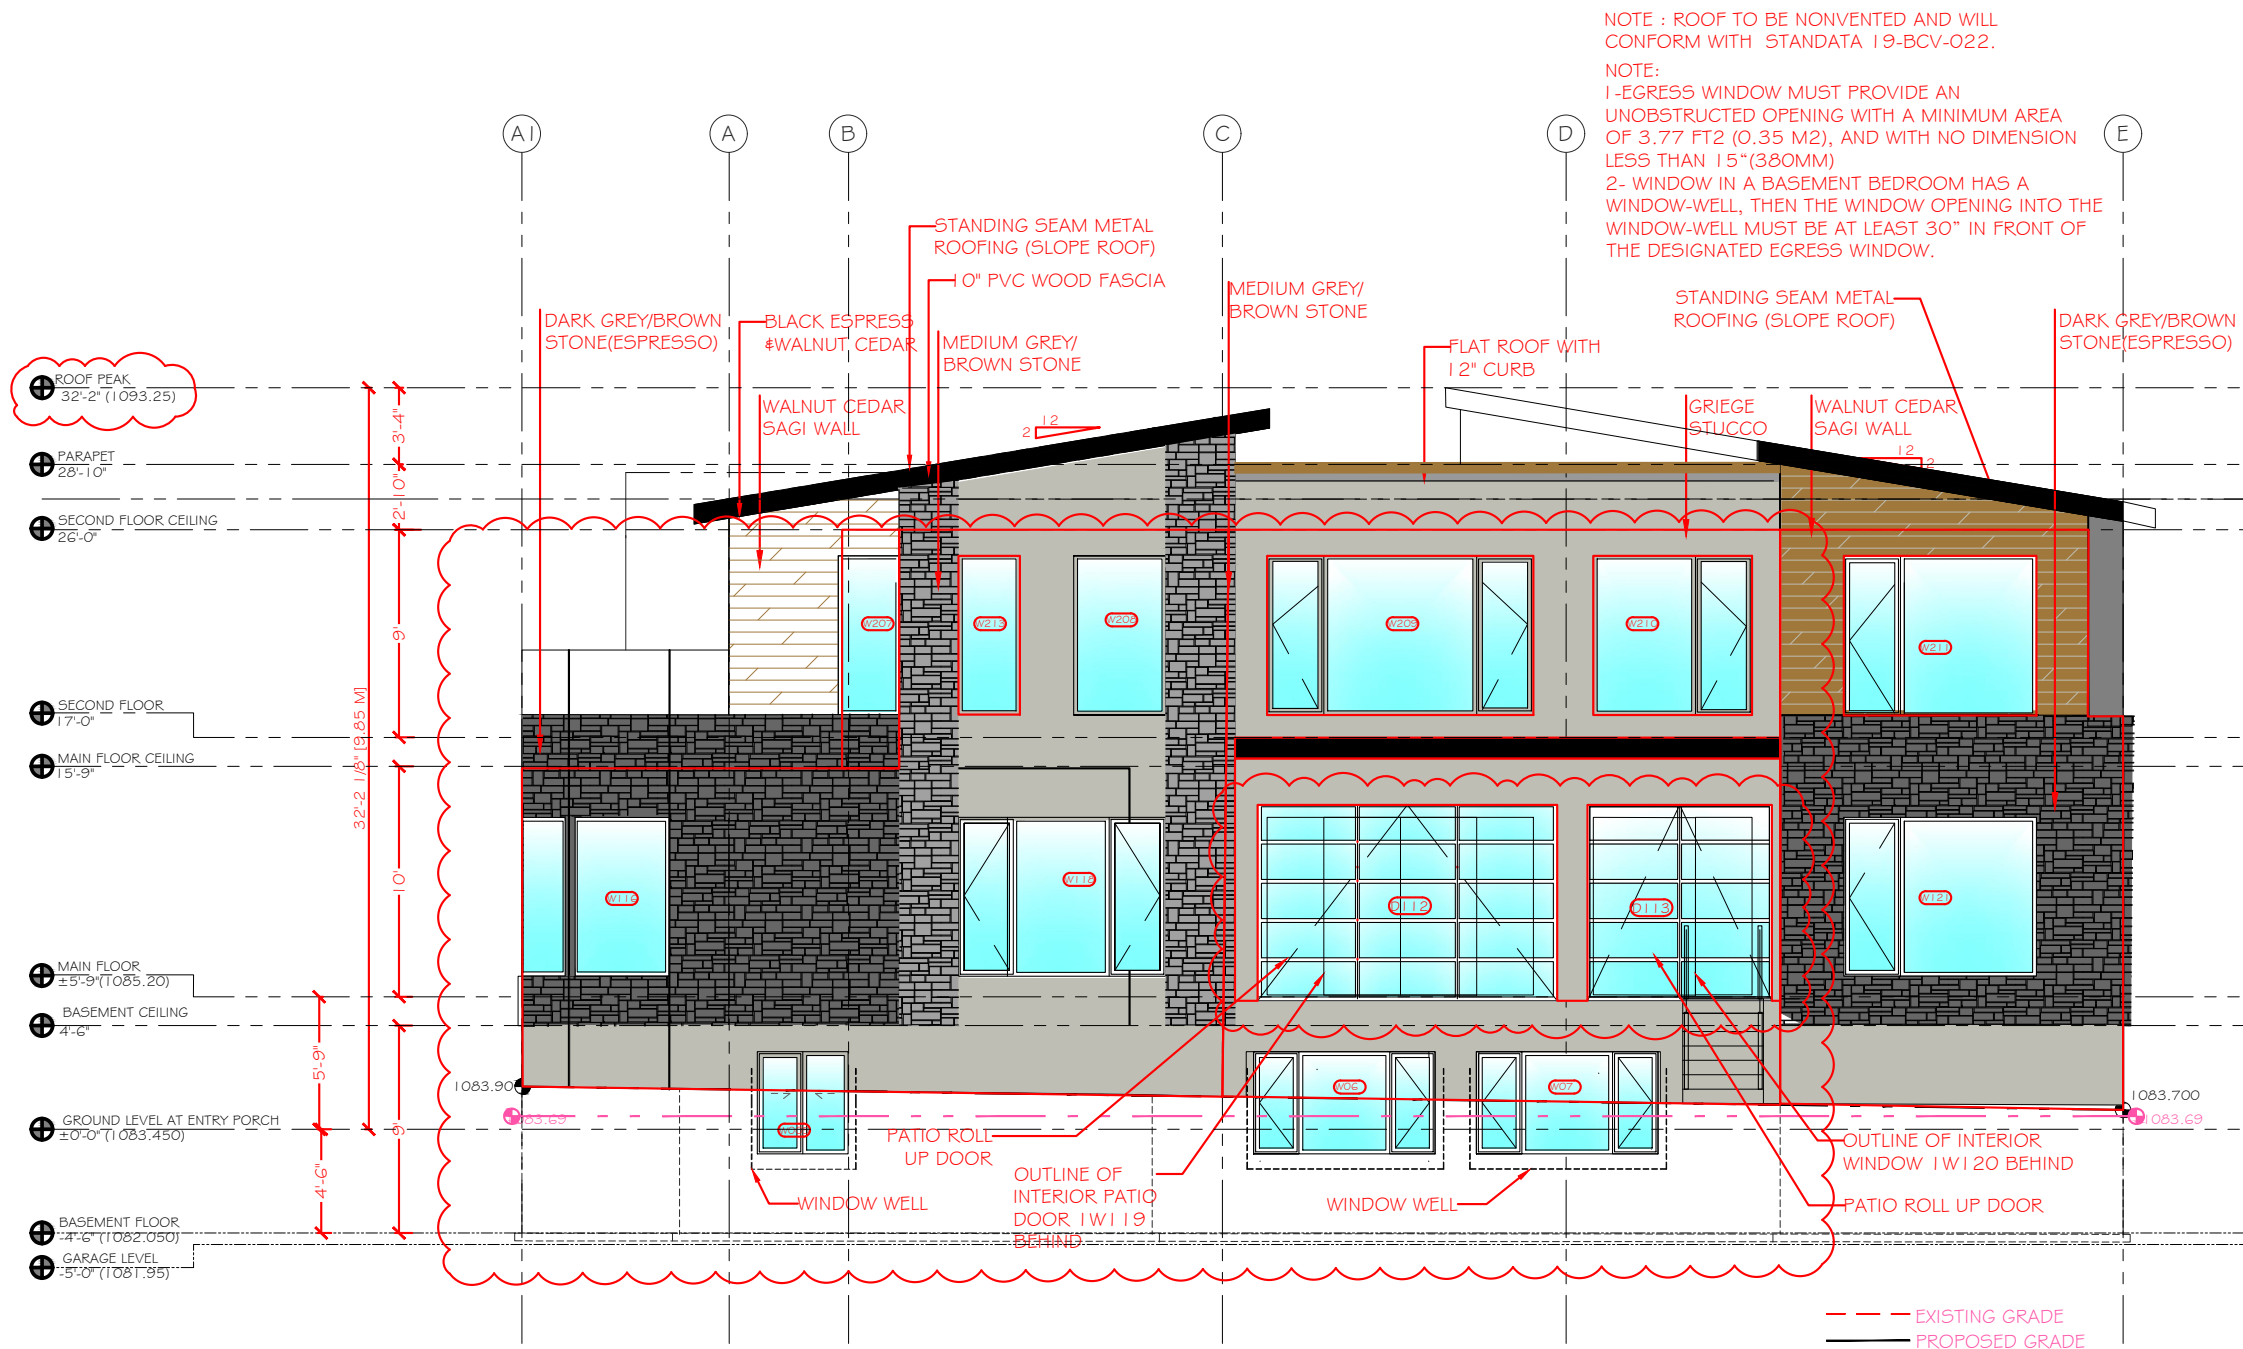 NOTE : ROOF TO BE NONVENTED AND WILL
CONFORM WITH STANDATA 19-BCV-022.
NOTE:
1-EGRESS WINDOW MUST PROVIDE AN
UNOBSTRUCTED OPENING WITH A MINIMUM AREA
OF 3.77 FT2 (0.35 M2), AND WITH NO DIMENSION
LESS THAN 15“(380MM)
2- WINDOW IN A BASEMENT BEDROOM HAS A
WINDOW-WELL, THEN THE WINDOW OPENING INTO THE
WINDOW-WELL MUST BE AT LEAST 30” IN FRONT OF
THE DESIGNATED EGRESS WINDOW.
A1
A
B
C
D
E
STANDING SEAM METAL
ROOFING (SLOPE ROOF)
10" PVC WOOD FASCIA
MEDIUM GREY/
BROWN STONE
STANDING SEAM METAL
ROOFING (SLOPE ROOF)
DARK GREY/BROWN
STONE(ESPRESSO)
BLACK ESPRESS
&WALNUT CEDAR
MEDIUM GREY/
BROWN STONE
FLAT ROOF WITH
12" CURB
DARK GREY/BROWN
STONE(ESPRESSO)
WALNUT CEDAR
SAGI WALL
12
2
GRIEGE
STUCCO
WALNUT CEDAR
SAGI WALL
12
2
ROOF PEAK
32'-2" (1093.25)
PARAPET
28'-10"
SECOND FLOOR CEILING
26'-0"
SECOND FLOOR
17'-0"
MAIN FLOOR CEILING
15'-9"
MAIN FLOOR
±5'-9"(1085.20)
BASEMENT CEILING
4'-6"
GROUND LEVEL AT ENTRY PORCH
±0'-0" (1083.450)
BASEMENT FLOOR
-4'-6" (1082.050)
GARAGE LEVEL
-5'-0" (1081.95)
3'-4"
2'-10"
9'
32'-2 1/8" [9.85 M]
10'
5'-9"
9'
4'-6"
W207
W213
W208
W209
W210
W211
W116
W118
D112
D113
W121
W06
W07
1083.90
1083.69
1083.700
1083.69
PATIO ROLL
UP DOOR
OUTLINE OF
INTERIOR PATIO
DOOR 1W119
BEHIND
WINDOW WELL
WINDOW WELL
OUTLINE OF INTERIOR
WINDOW 1W120 BEHIND
PATIO ROLL UP DOOR
EXISTING GRADE
PROPOSED GRADE